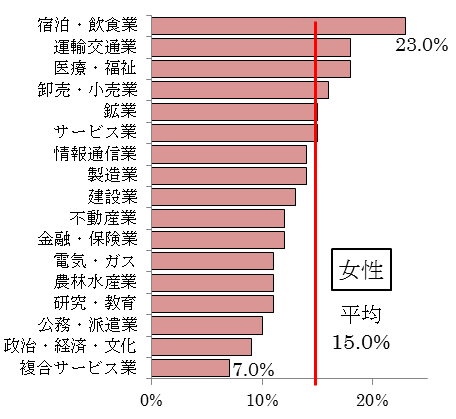 宿泊・飲食業
23.0%
運輸交通業
医療・福祉
卸売・小売業
鉱業
サービス業
情報通信業
製造業
建設業
不動産業
金融・保険業
電気・ガス
農林水産業
研究・教育
公務・派遣業
政治・経済・文化
複合サービス業
7.0%
女性
平均
15.0%
0%
10%
20%